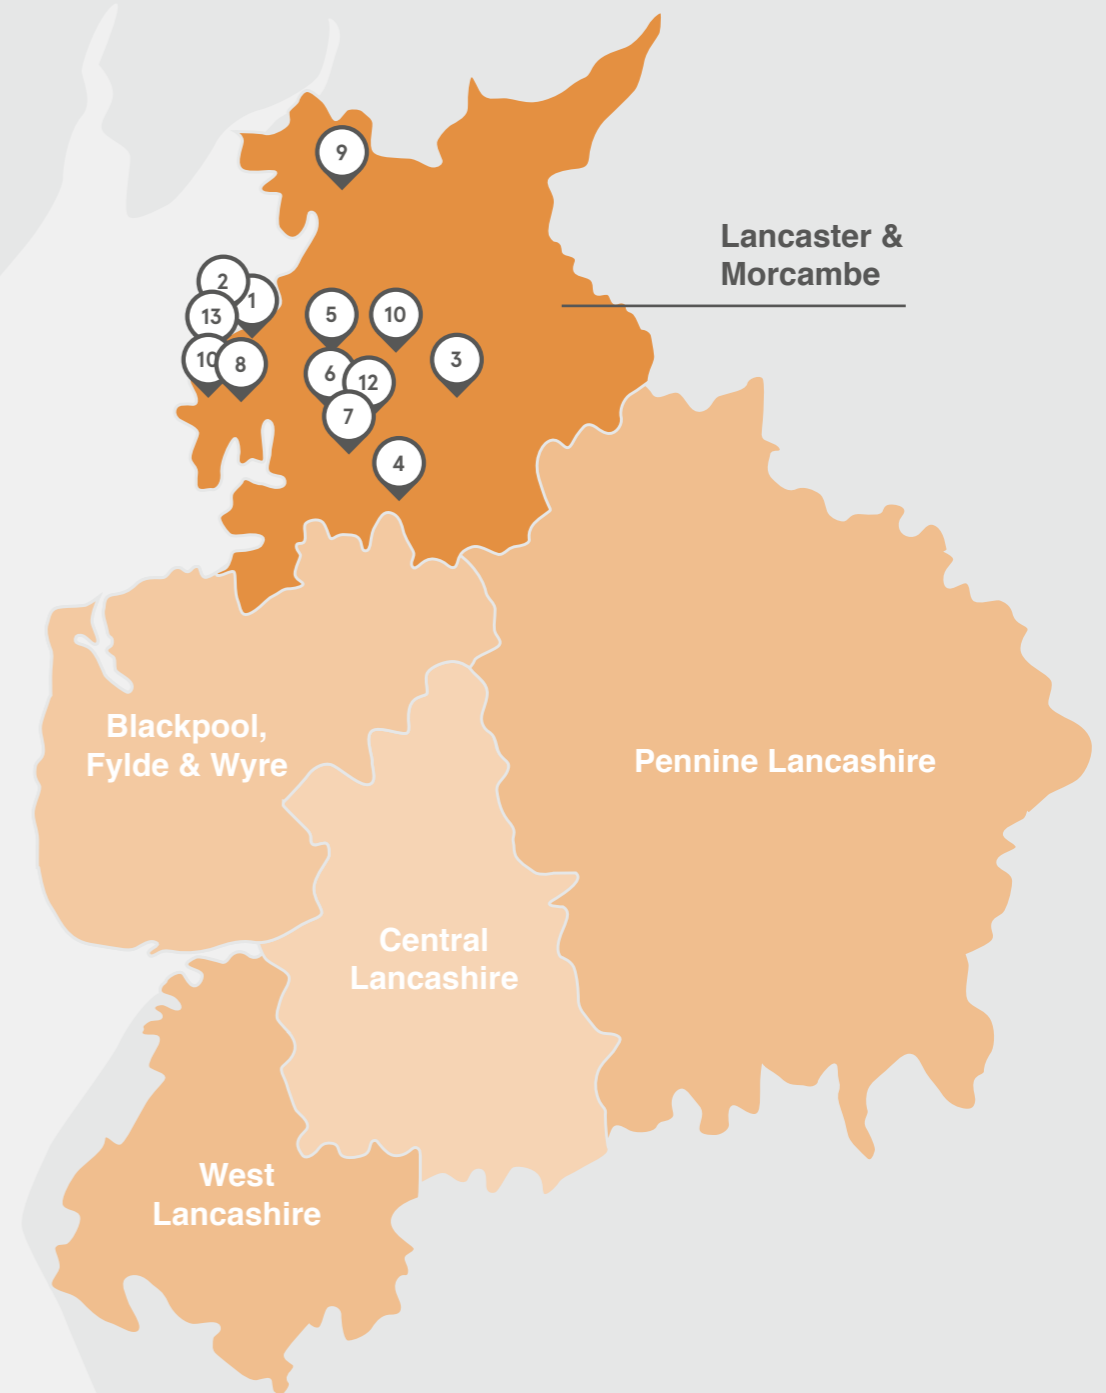 9
Lancaster &
Morcambe
2
1
13
5
10
10
8
3
6
12
7
4
Blackpool,
Fylde & Wyre
Pennine Lancashire
Central
Lancashire
West
Lancashire